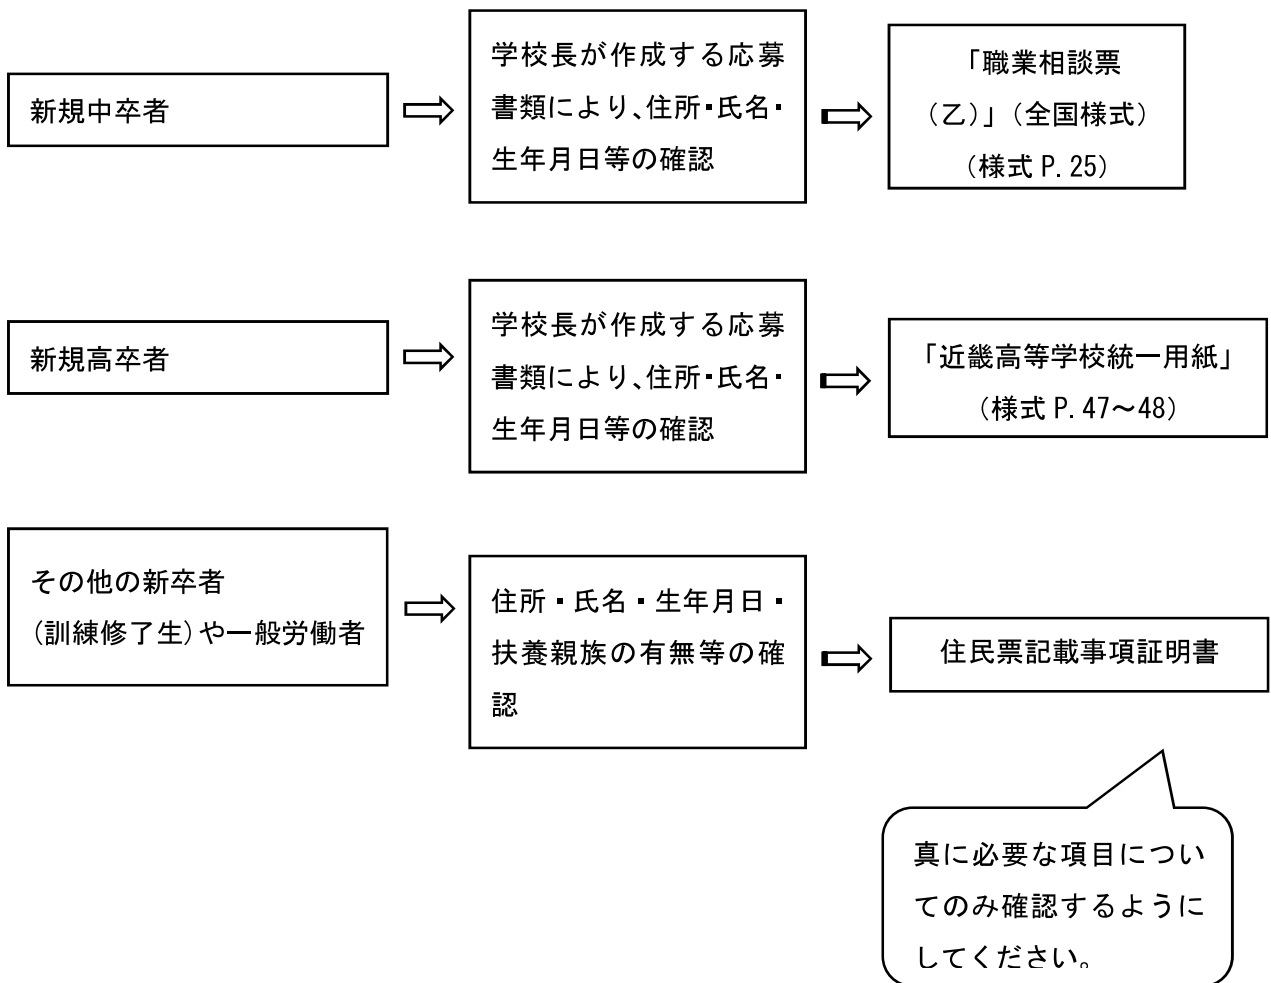 新規中卒者
学校長が作成する応募
書類により、住所・氏名・
生年月日等の確認
「職業相談票
（乙）」（全国様式）
（様式 P. 25）
新規高卒者
学校長が作成する応募
書類により、住所・氏名・
生年月日等の確認
「近畿高等学校統一用紙」
（様式 P. 47～48）
その他の新卒者
（訓練修了生）や一般労働者
住所・氏名・生年月日・
扶養親族の有無等の確
認
住民票記載事項証明書
真に必要な項目につい
てのみ確認するように
してください。